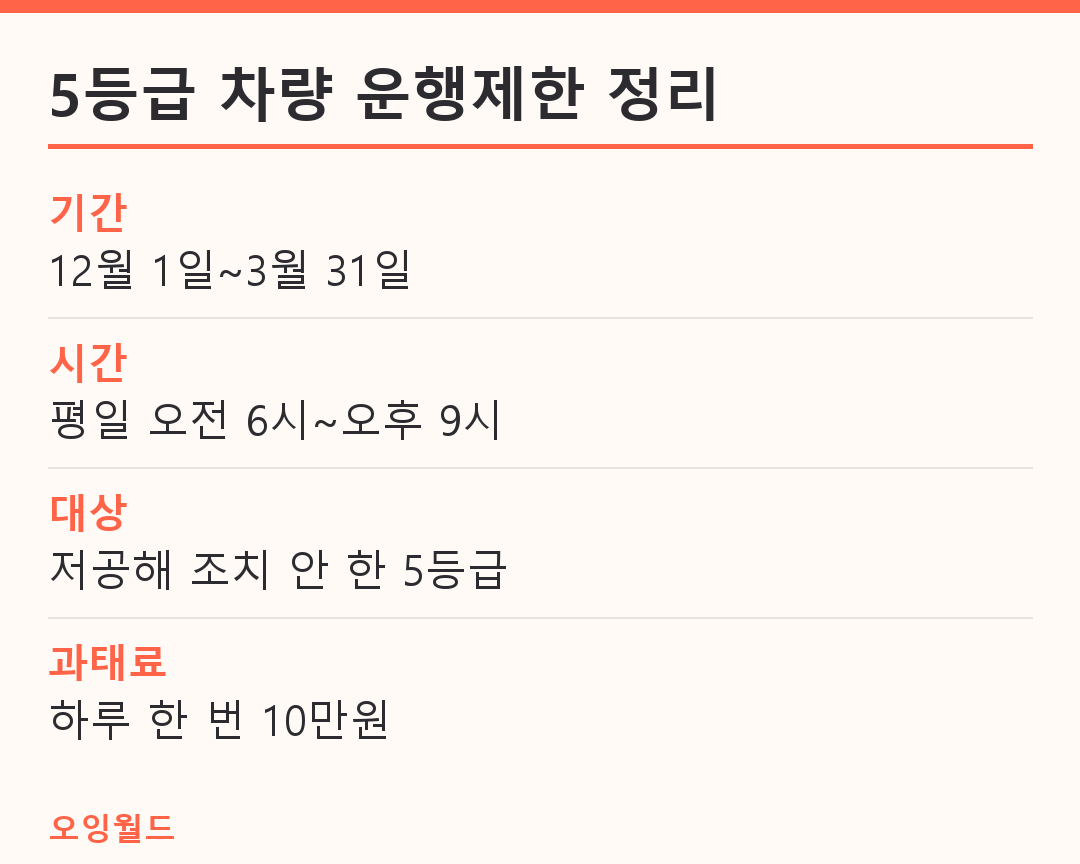 5등급 차량 운행제한 정리
기간
12월 1일~3월 31일
시간
평일 오전 6시~오후 9시
대상
저공해 조치 안 한 5등급
과태료
하루 한 번 10만원
오잉월드